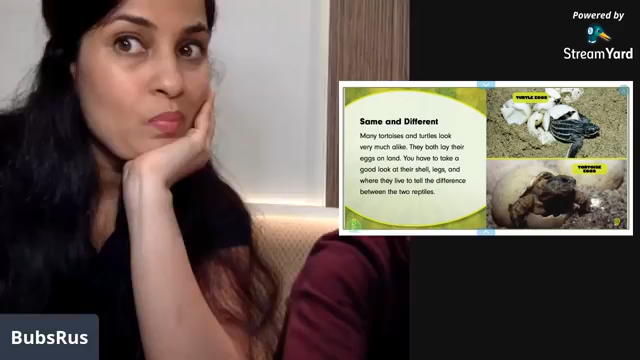 Powered by
StreamYard
TURTLE EGGS
Same and Different
Many tortoises and turtles look
very much alike. They both lay their
eggs on land. You have to take a
good look at their shell, legs, and
where they live to tell the difference
between the two reptiles.
TORTOISE
EGGS
BubsRus